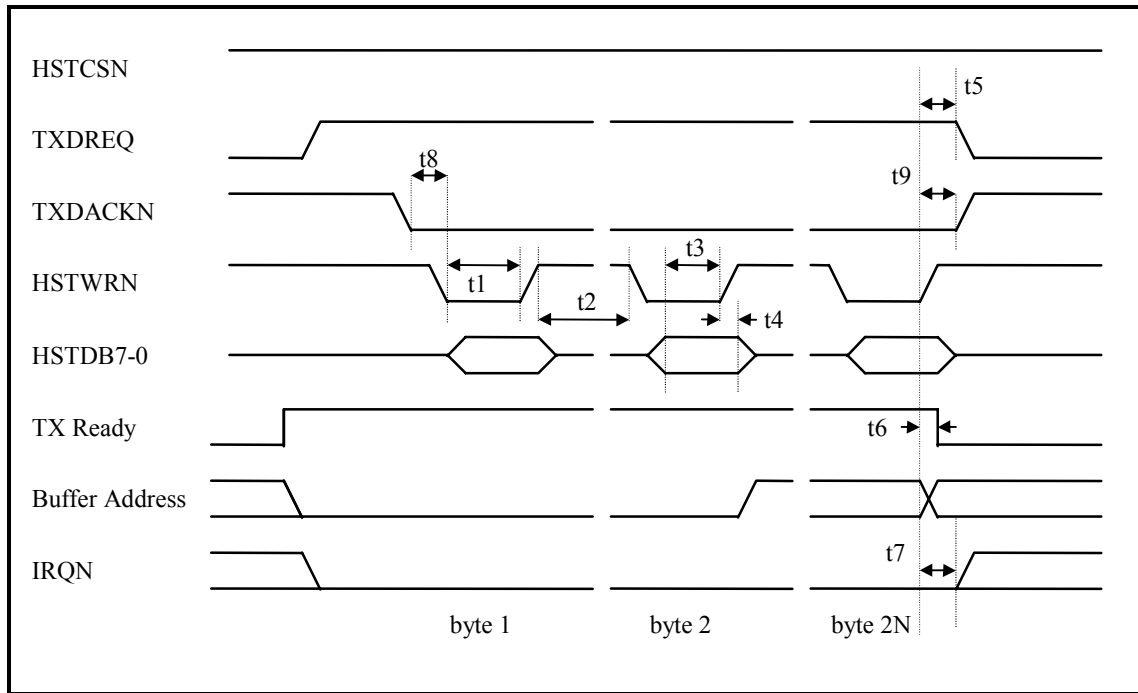 HSTCSN
t5
TXDREQ
t8
t9
TXDACKN
t3
HSTWRN
t1
t2
t4
HSTDB7-0
TX Ready
t6
Buffer Address
t7
IRQN
byte 1 byte 2 byte 2N